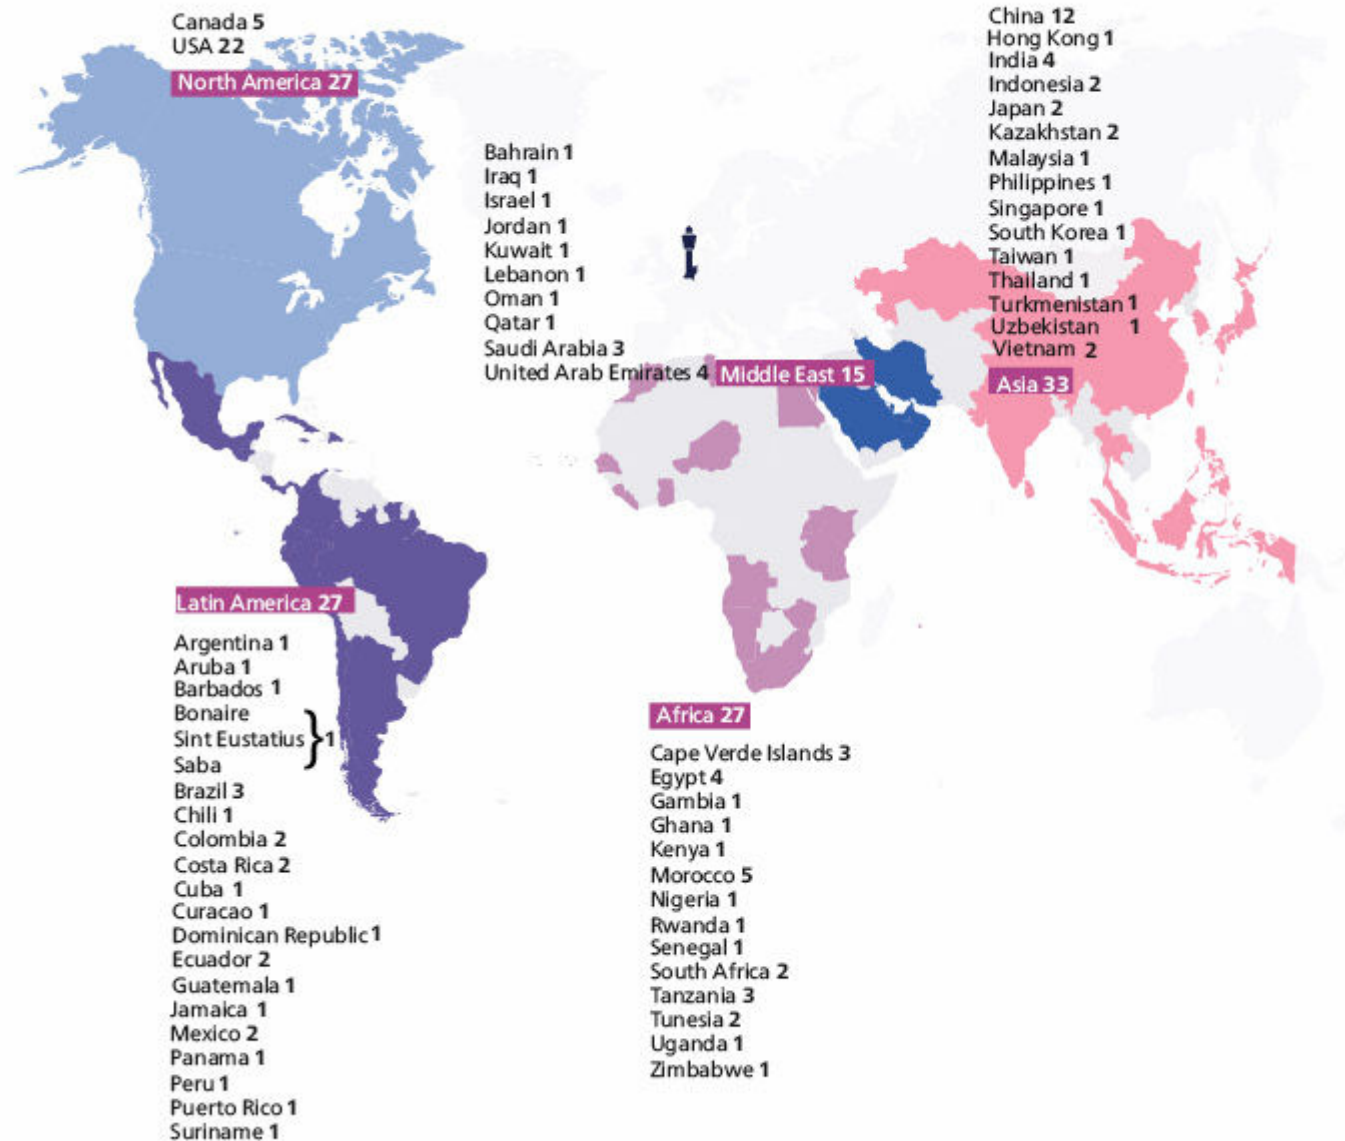 Canada 5
USA 22
North America 27
Bahrain 1
Iraq 1
Israel 1
Jordan 1
Kuwait 1
Lebanon 1
Oman 1
Qatar 1
Saudi Arabia 3
United Arab Emirates 4
Middle East 15
China 12
Hong Kong 1
India 4
Indonesia 2
Japan 2
Kazakhstan 2
Malaysia 1
Philippines 1
Singapore 1
South Korea 1
Taiwan 1
Thailand 1
Turkmenistan 1
Uzbekistan 1
Vietnam 2
Asia 33
Latin America 27
Argentina 1
Aruba 1
Barbados 1
Bonaire
Sint Eustatius } 1
Saba
Brazil 3
Chili 1
Colombia 2
Costa Rica 2
Cuba 1
Curacao 1
Dominican Republic 1
Ecuador 2
Guatemala 1
Jamaica 1
Mexico 2
Panama 1
Peru 1
Puerto Rico 1
Suriname 1
Africa 27
Cape Verde Islands 3
Egypt 4
Gambia 1
Ghana 1
Kenya 1
Morocco 5
Nigeria 1
Rwanda 1
Senegal 1
South Africa 2
Tanzania 3
Tunesia 2
Uganda 1
Zimbabwe 1